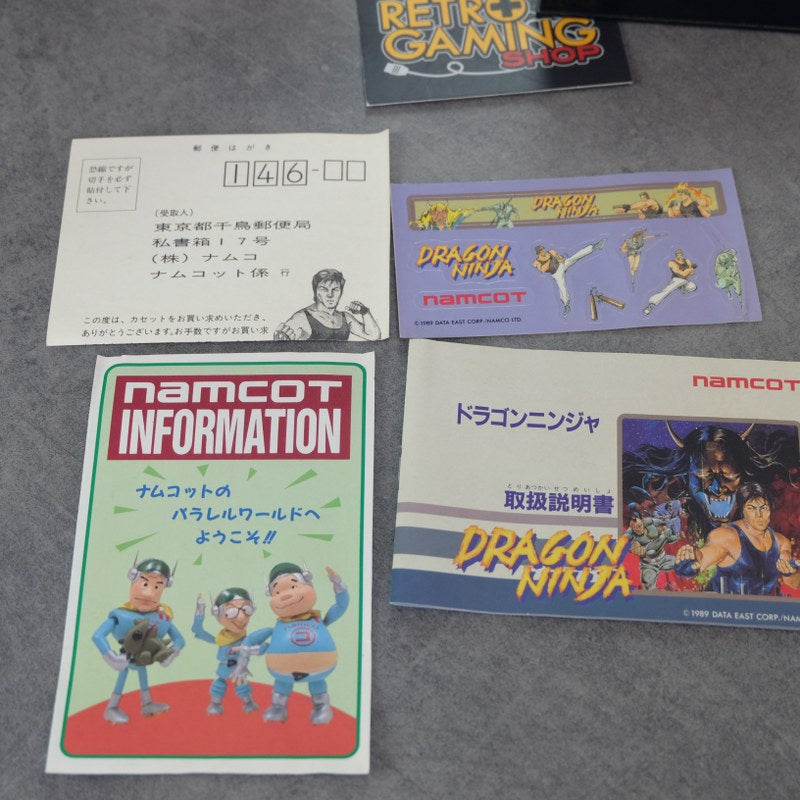 RETRO
GAMING
SHOP
郵便はがき
恐縮ですが
切手を必ず
貼付して下
さい。
146-
(受取人)
東京都千鳥郵便局
私書箱17号
(株)ナムコ
ナムコット係 行
この度は、カセットをお買い求めいただき、
ありがとうございます。お手数ですがお買い求
DRAGON
NINJA
DRAGON
NINJA
namcot
©1989 DATA EAST CORP./NAMCO LTD.
namcot
INFORMATION
ナムコットの
パラレルワールドへ
ようこそ!!
namcot
ドラゴンニンジャ
とりあつかいせつめいしょ
取扱説明書
DRAGON
NINJA
©1989 DATA EAST CORP./NAM